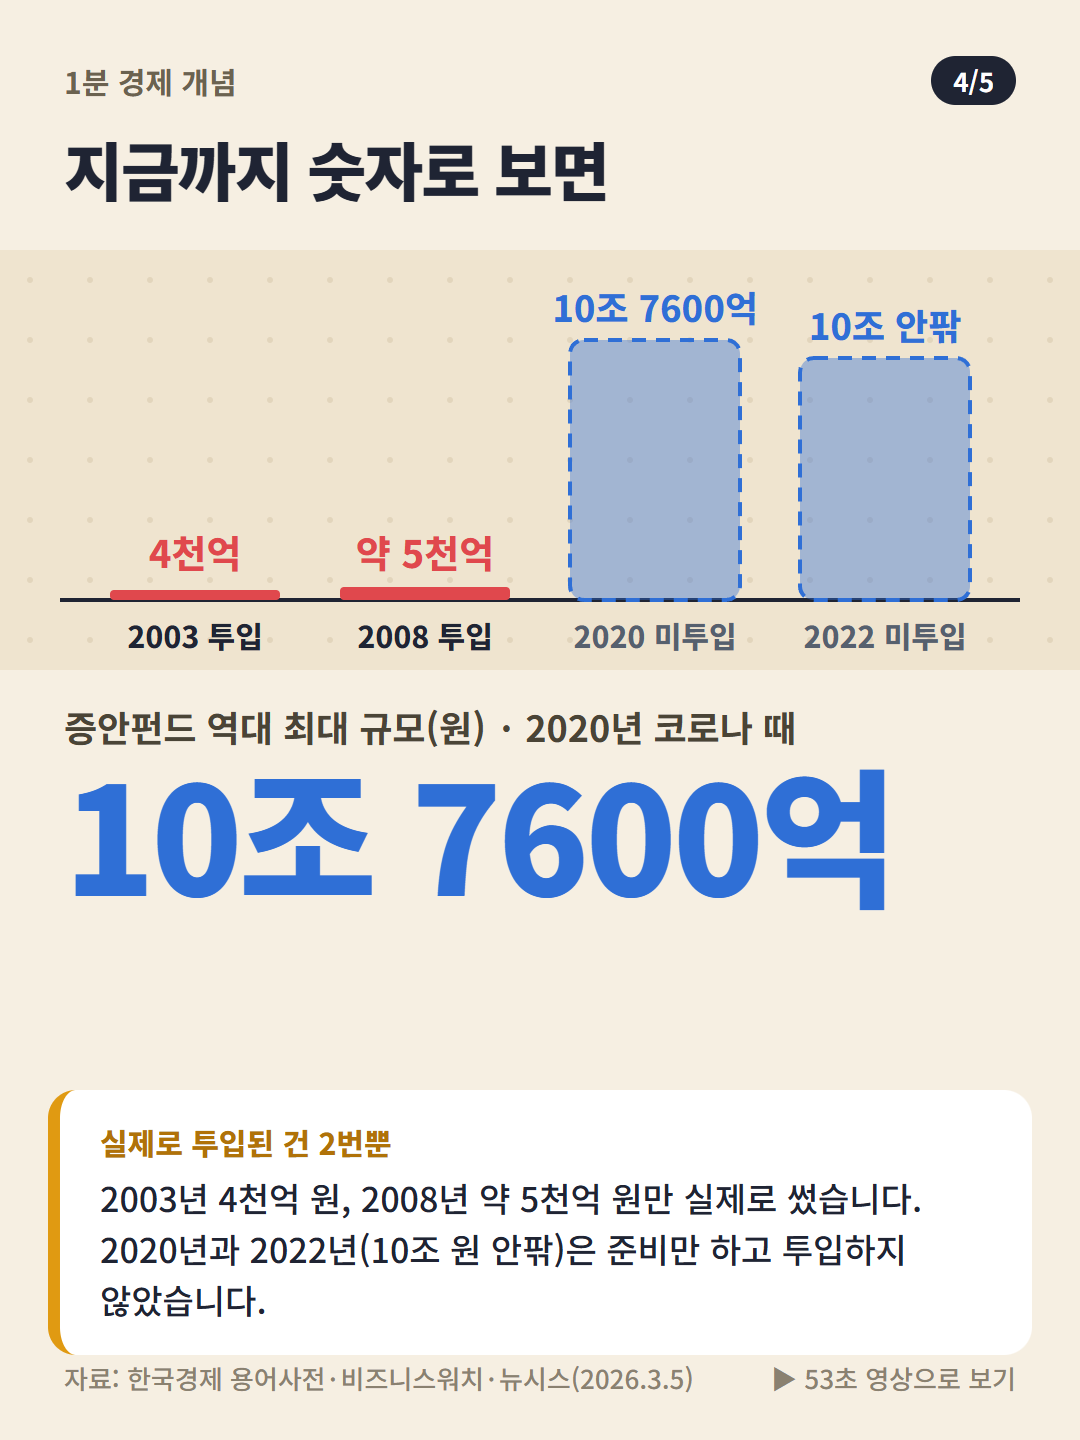 1분 경제 개념
4/5
지금까지 숫자로 보면
10조 7600억
10조 안팎
4천억
약 5천억
2003 투입
2008 투입
2020 미투입
2022 미투입
증안펀드 역대 최대 규모(원) · 2020년 코로나 때
10조 7600억
실제로 투입된 건 2번뿐
2003년 4천억 원, 2008년 약 5천억 원만 실제로 썼습니다.
2020년과 2022년(10조 원 안팎)은 준비만 하고 투입하지
않았습니다.
자료: 한국경제 용어사전·비즈니스워치·뉴시스(2026.3.5)
▶ 53초 영상으로 보기